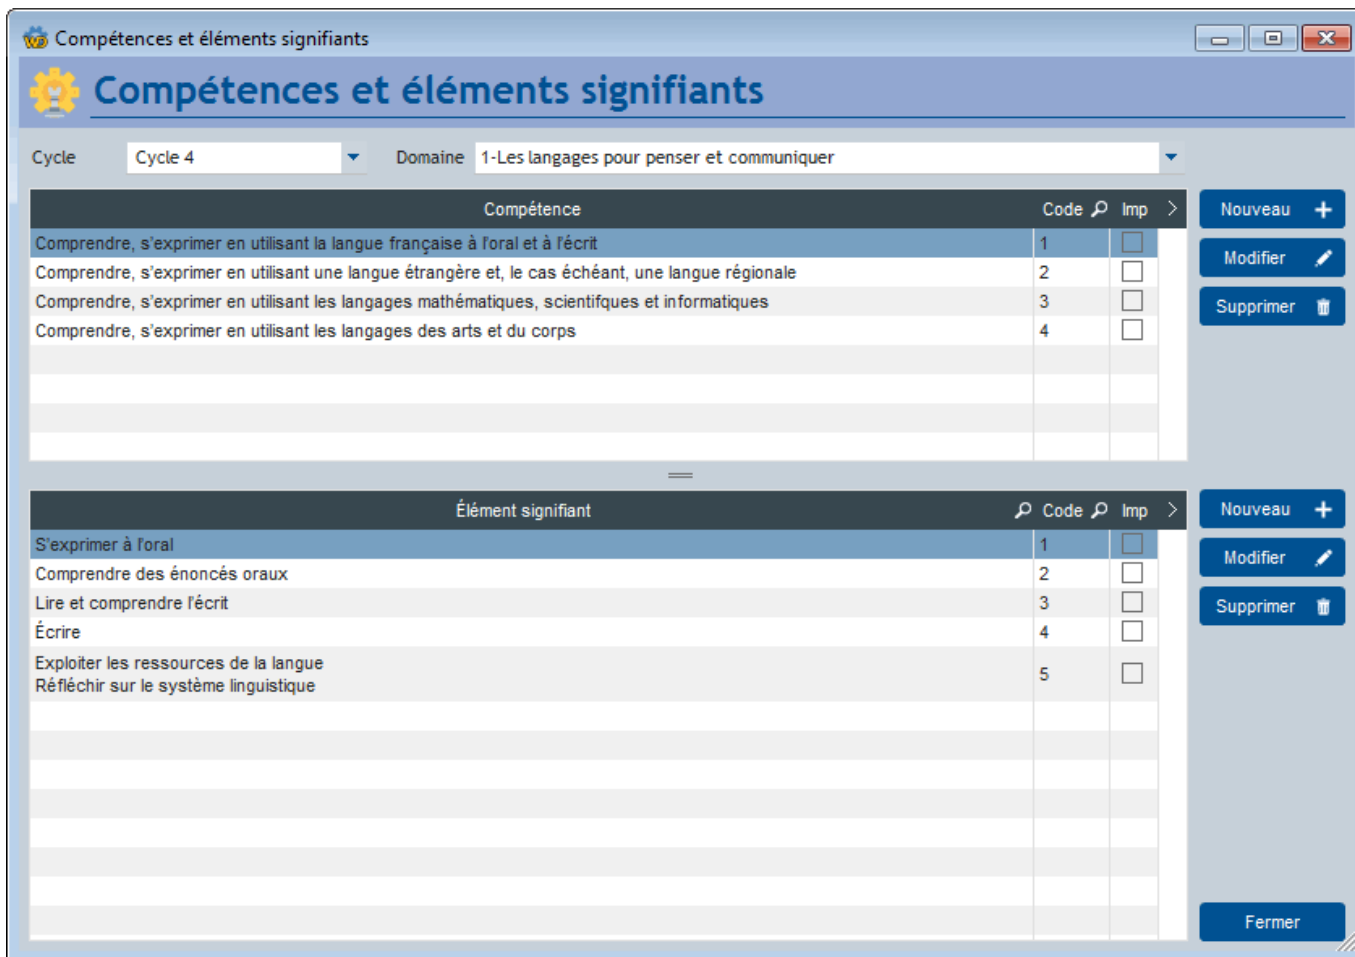 Compétences et éléments signifiants
Compétences et éléments signifiants
Cycle Cycle 4 Domaine 1-Les langages pour penser et communiquer
Compétence Code Imp > Nouveau +
Comprendre, s'exprimer en utilisant la langue française à l'oral et à l'écrit 1
Modifier
Comprendre, s'exprimer en utilisant une langue étrangère et, le cas échéant, une langue régionale 2
Comprendre, s'exprimer en utilisant les langages mathématiques, scientifques et informatiques 3
Supprimer
Comprendre, s'exprimer en utilisant les langages des arts et du corps 4
Élément signifiant Code Imp > Nouveau +
S'exprimer à l'oral 1
Modifier
Comprendre des énoncés oraux 2
Lire et comprendre l'écrit 3
Supprimer
Écrire 4
Exploiter les ressources de la langue
Réfléchir sur le système linguistique 5
Fermer